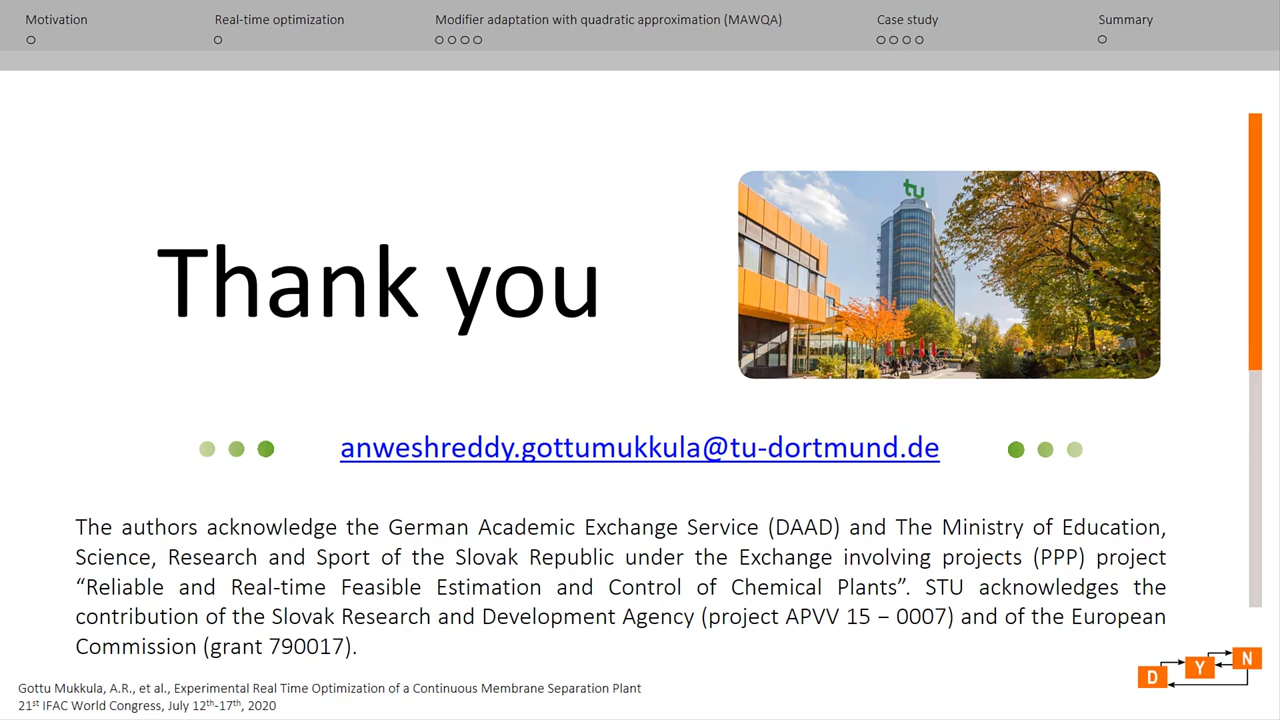 Motivation
Real-time optimization
Modifier adaptation with quadratic approximation (MAWQA)
Case study
Summary
tu
Thank you
anweshreddy.gottumukkula@tu-dortmund.de
The authors acknowledge the German Academic Exchange Service (DAAD) and The Ministry of Education,
Science, Research and Sport of the Slovak Republic under the Exchange involving projects (PPP) project
“Reliable and Real-time Feasible Estimation and Control of Chemical Plants”. STU acknowledges the
contribution of the Slovak Research and Development Agency (project APVV 15 – 0007) and of the European
Commission (grant 790017).
D Y N
Gottu Mukkula, A.R., et al., Experimental Real Time Optimization of a Continuous Membrane Separation Plant
21st IFAC World Congress, July 12th-17th, 2020